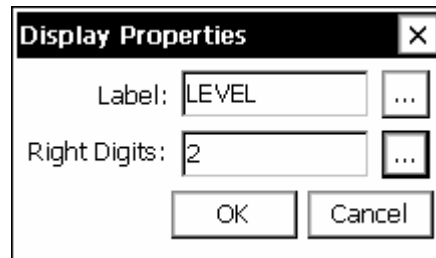 Display Properties ×
Label: LEVEL ...
Right Digits: 2 ...
OK Cancel